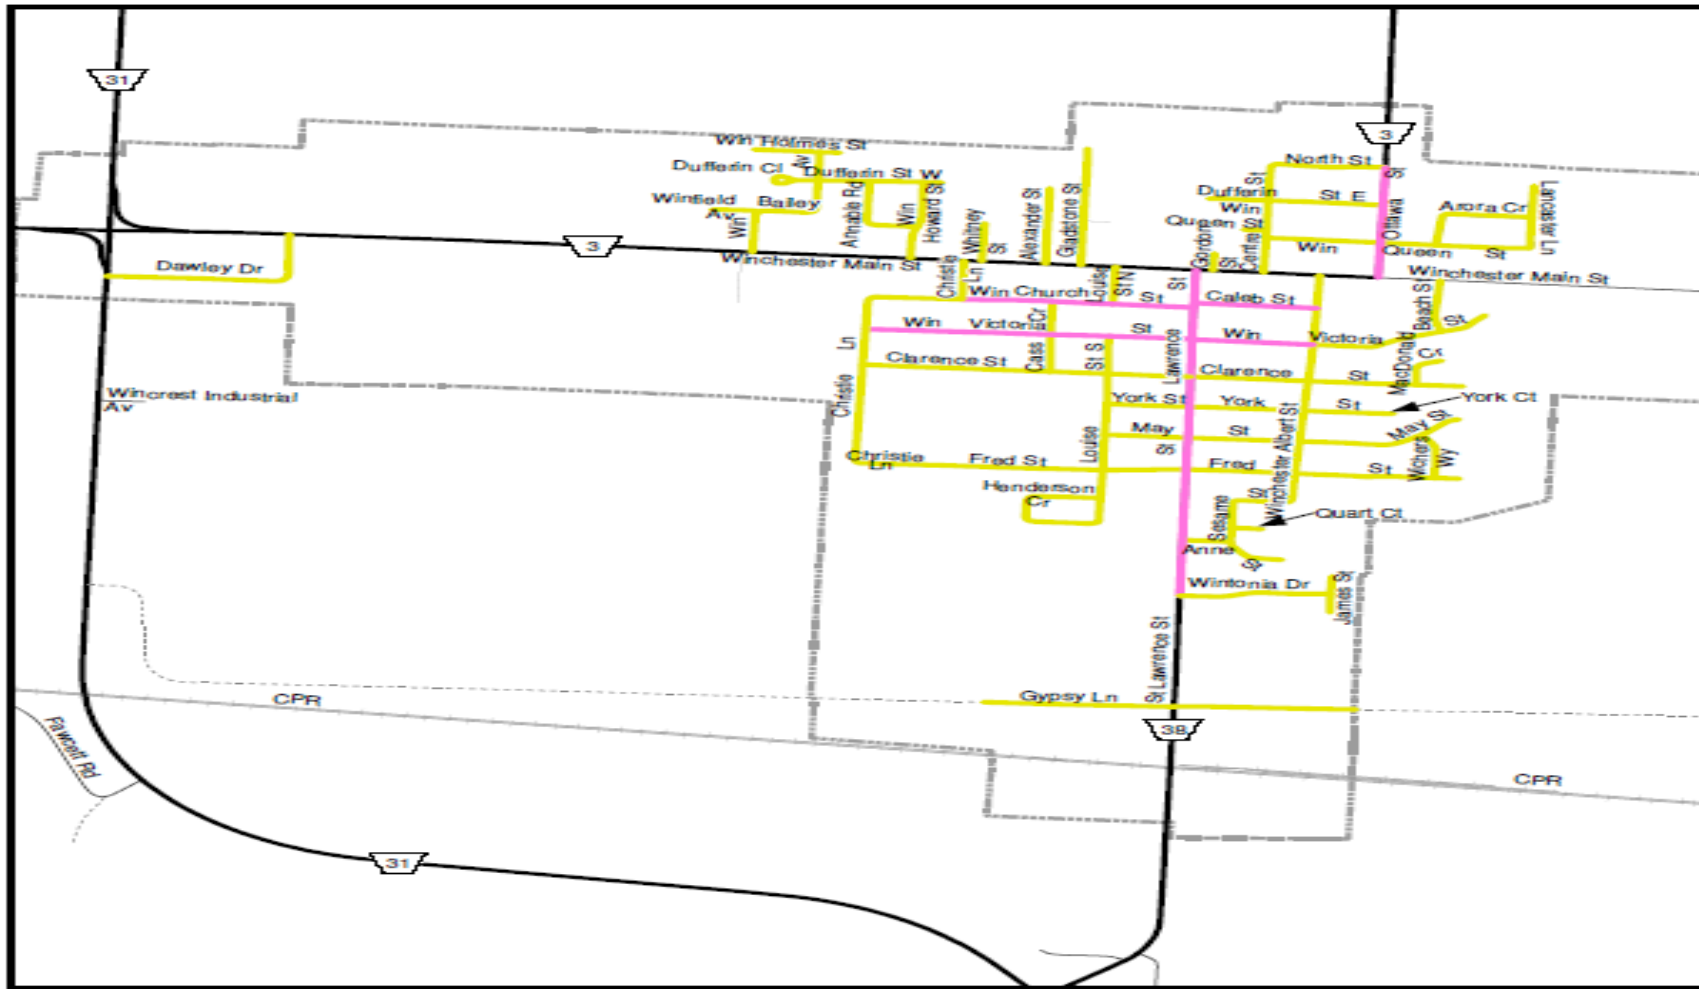 31
3
Win Holmes St
North St
St
Dufferin Cl
Av
Dufferin St W
St
Dufferin
St E
Lancaster Ln
Winfield
Av
Bailey
Annable Rd
Win
Howard St
Alexander St
Gladstone St
Win
Ottawa
Arora Cr
Win
Whitney
St
Queen St
Gordon
St
Centre
Win
Queen
St
3
Winchester Main St
Winchester Main St
Dawley Dr
Christie
Ln
Louise
St N
St
Win Church
St
Caleb St
Beach St
Win
Victoria
Cr
St
Win
Victoria
St
Ln
Clarence St
Cass
St S
Lawrence
Clarence
St
MacDonald
Cr
Wincrest Industrial
Av
Christie
York St
York
St
York Ct
May
St
May St
Louise
St
Winchester Albert St
Wichers
Wy
Christie
Ln
Fred St
Fred
St
Henderson
Cr
St
Sesame
Quart Ct
Anne
St
Wintonia Dr
James St
Lawrence St
St
Gypsy Ln
CPR
38
Fawcett Rd
CPR
31